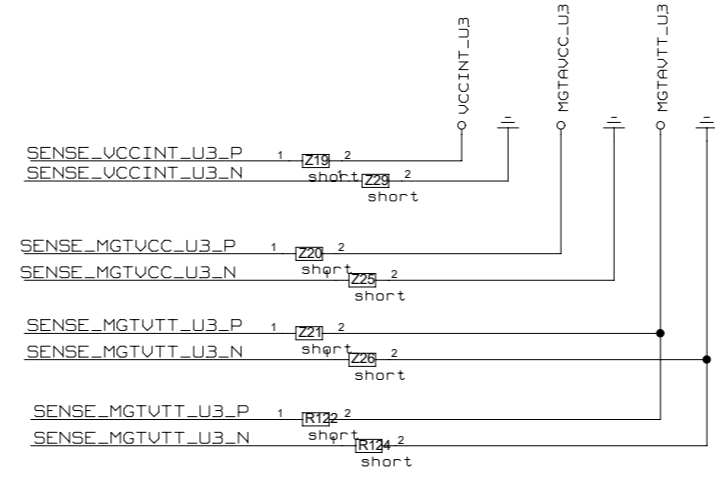 VCCINT_U3
MGTAVCC_U3
MGTAVTT_U3
SENSE_VCCINT_U3_P 1 Z19 2
short
SENSE_VCCINT_U3_N 1 Z29 2
short
SENSE_MGTVCC_U3_P 1 Z20 2
short
SENSE_MGTVCC_U3_N 1 Z25 2
short
SENSE_MGTVTT_U3_P 1 Z21 2
short
SENSE_MGTVTT_U3_N 1 Z26 2
short
SENSE_MGTVTT_U3_P 1 R122 2
short
SENSE_MGTVTT_U3_N 1 R124 2
short